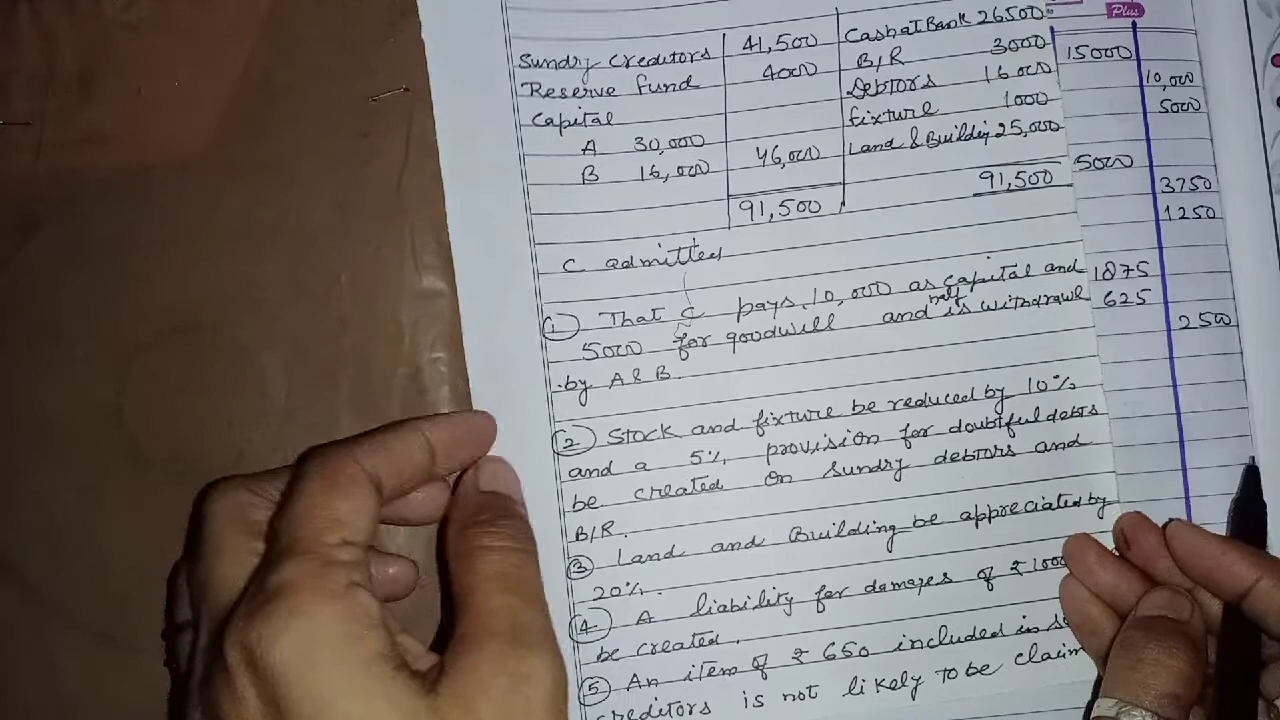 Plus
Sundry Creditors 41,500 Cash at Bank 26500
Reserve fund 4000 B/R 3000
Capital Debtors 16000
A 30,000 fixture 1000
B 16,000 46,000 Land & Building 25,000
91,500 91,500
15000
10,000
5000
5000
3750
1250
1875
625
2500
C admitted
① That C pays 10,000 as capital and
5000 for goodwill and half is withdrawl
by A & B.
② Stock and fixture be reduced by 10%
and a 5% provision for doubtful debts
be created on Sundry debtors and
B/R.
③ Land and Building be appreciated by
20%.
④ A liability for damages of ₹ 1000
be created.
⑤ An item of ₹ 650 included in
creditors is not likely to be claim